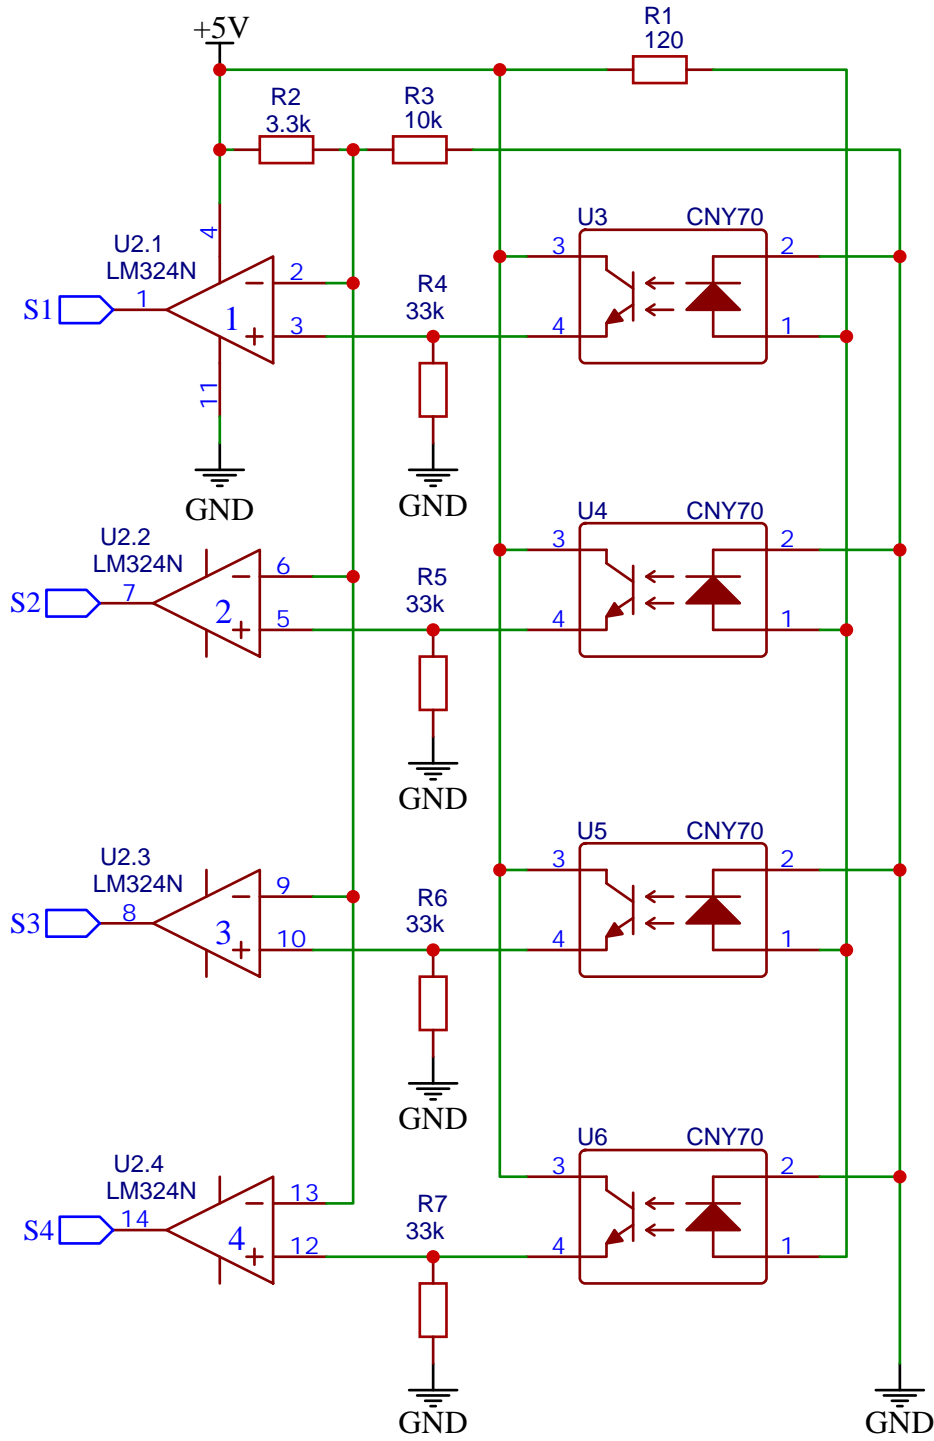 +5V
R1
120
R2
3.3k
R3
10k
U2.1
LM324N
4
S1
1
2
1
3
11
GND
R4
33k
GND
U3
CNY70
3
2
4
1
U2.2
LM324N
S2
7
6
2
5
R5
33k
GND
U4
CNY70
3
2
4
1
U2.3
LM324N
S3
8
9
3
10
R6
33k
GND
U5
CNY70
3
2
4
1
U2.4
LM324N
S4
14
13
4
12
R7
33k
GND
U6
CNY70
3
2
4
1
GND